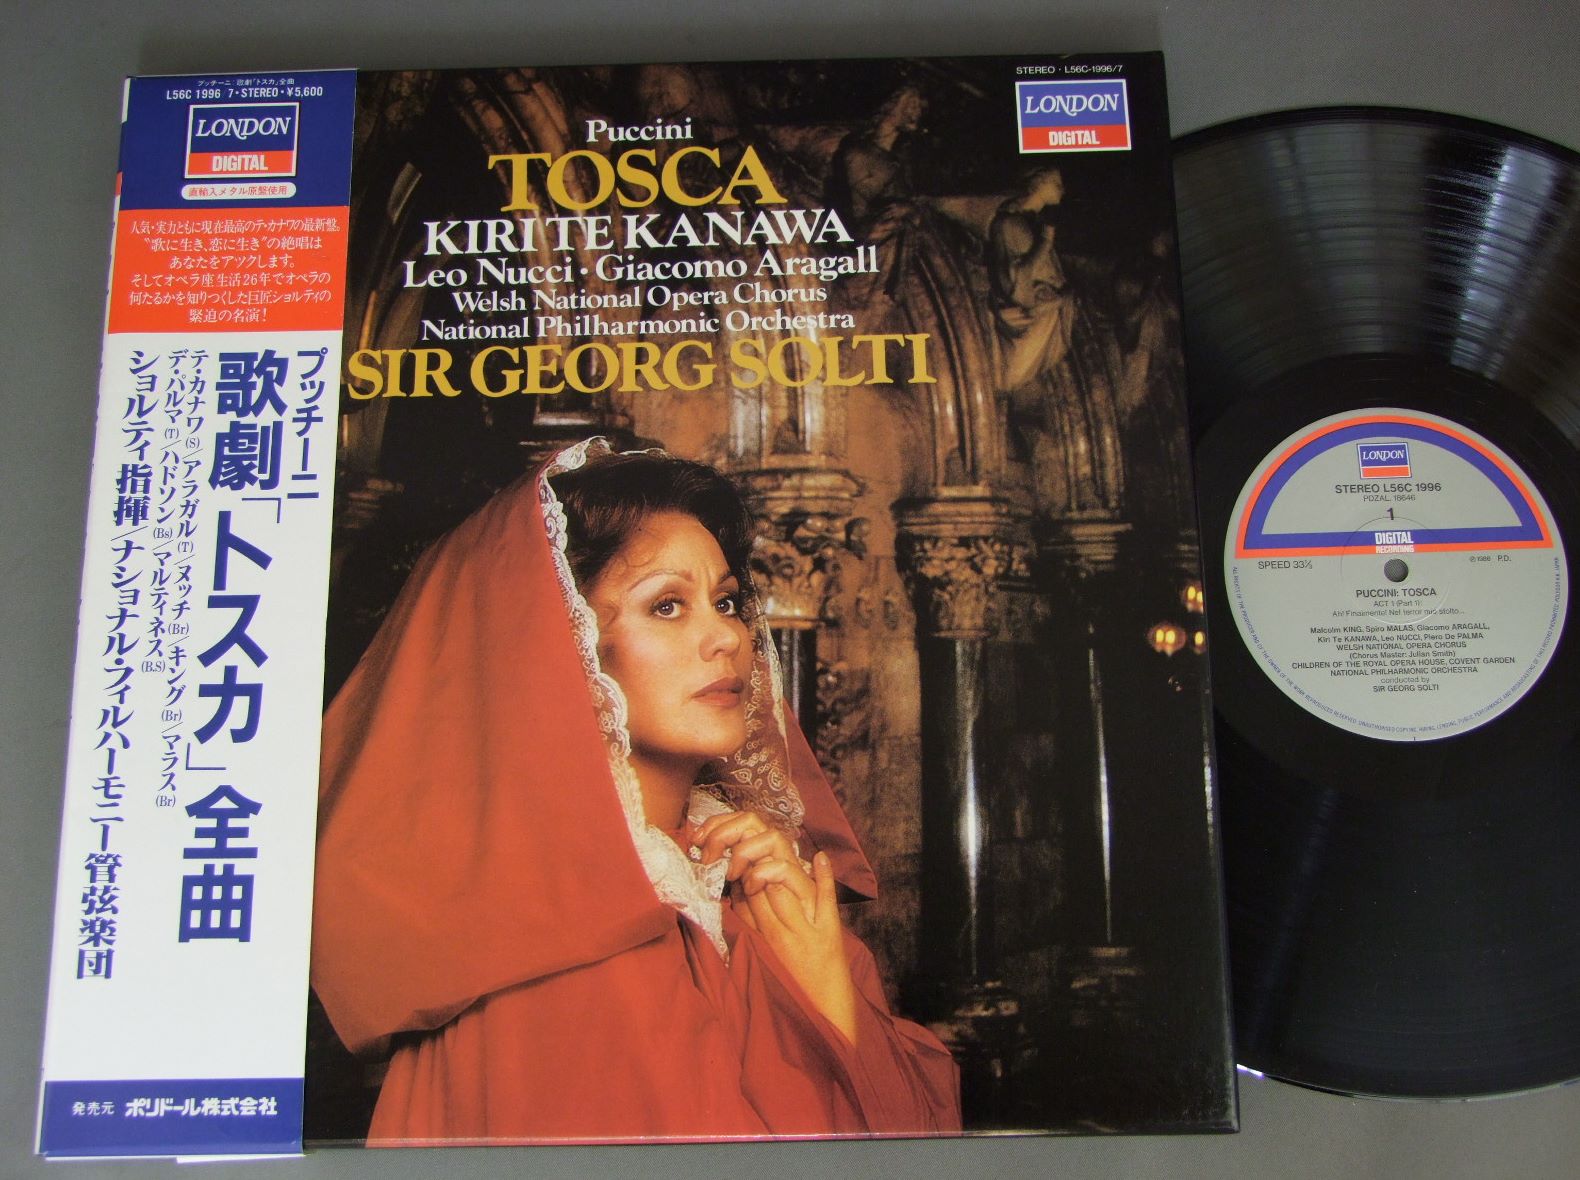 プッチーニ:歌劇「トスカ」全曲
L56C 1996 7・STEREO・¥5,600
LONDON
DIGITAL
直輸入メタル原盤使用
人気・実力ともに現在最高のテ・カナワの最新盤。
“歌に生き、恋に生き”の絶唱は
あなたをアツクします。
そしてオペラ座生活26年でオペラの
何たるかを知りつくした巨匠ショルティの
緊迫の名演!
プッチーニ
歌劇「トスカ」全曲
テ・カナワ(S)/アラガル(T)/ヌッチ(Br)/キング(Br)/マラス(Br)
デ・パルマ(T)/ハドソン(Bs)/マルティネス(B.S)
ショルティ指揮/ナショナル・フィルハーモニー管弦楽団
発売元 ポリドール株式会社
STEREO・L56C-1996/7
LONDON
DIGITAL
Puccini
TOSCA
KIRI TE KANAWA
Leo Nucci・Giacomo Aragall
Welsh National Opera Chorus
National Philharmonic Orchestra
SIR GEORG SOLTI
LONDON
STEREO L56C 1996
PDZAL. 18646
1
DIGITAL
RECORDING
SPEED 33⅓
℗1986 P.D.
PUCCINI: TOSCA
ACT 1 (Part 1):
Ah! Finalmente! Nel terror mio stolto...
Malcolm KING, Spiro MALAS, Giacomo ARAGALL,
Kiri Te KANAWA, Leo NUCCI, Piero De PALMA
WELSH NATIONAL OPERA CHORUS
(Chorus Master: Julian Smith)
CHILDREN OF THE ROYAL OPERA HOUSE, COVENT GARDEN
NATIONAL PHILHARMONIC ORCHESTRA
conducted by
SIR GEORG SOLTI